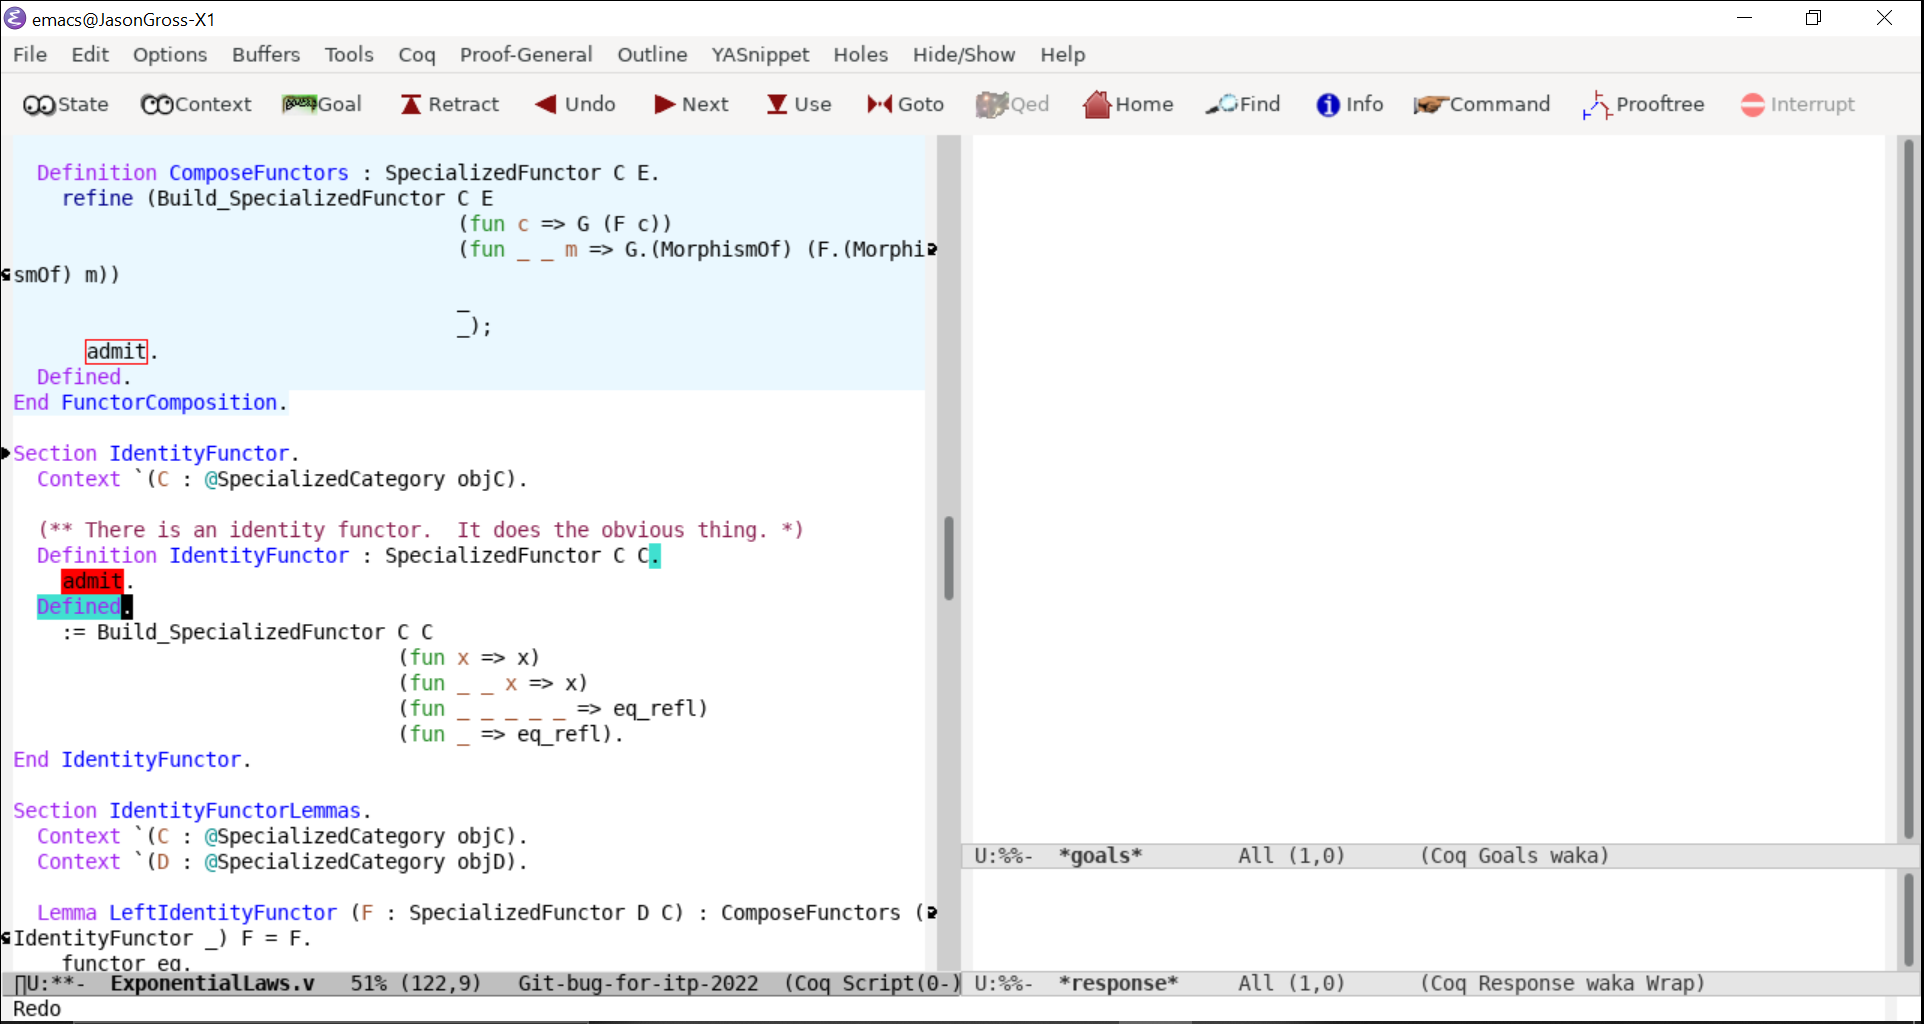 emacs@JasonGross-X1
File Edit Options Buffers Tools Coq Proof-General Outline YASnippet Holes Hide/Show Help
State Context Goal Retract Undo Next Use Goto Qed Home Find Info Command Prooftree Interrupt
Definition ComposeFunctors : SpecializedFunctor C E.
refine (Build_SpecializedFunctor C E
(fun c => G (F c))
(fun _ _ m => G.(MorphismOf) (F.(Morphi
smOf) m))
_
_);
admit.
Defined.
End FunctorComposition.
Section IdentityFunctor.
Context `(C : @SpecializedCategory objC).
(** There is an identity functor.  It does the obvious thing. *)
Definition IdentityFunctor : SpecializedFunctor C C.
admit.
Defined.
:= Build_SpecializedFunctor C C
(fun x => x)
(fun _ _ x => x)
(fun _ _ _ _ _ => eq_refl)
(fun _ => eq_refl).
End IdentityFunctor.
Section IdentityFunctorLemmas.
Context `(C : @SpecializedCategory objC).
Context `(D : @SpecializedCategory objD).
Lemma LeftIdentityFunctor (F : SpecializedFunctor D C) : ComposeFunctors (
IdentityFunctor _) F = F.
functor_eq.
U:**-  ExponentialLaws.v   51% (122,9)   Git-bug-for-itp-2022  (Coq Script(0-)
U:%%-  *goals*        All (1,0)      (Coq Goals waka)
U:%%-  *response*     All (1,0)      (Coq Response waka Wrap)
Redo